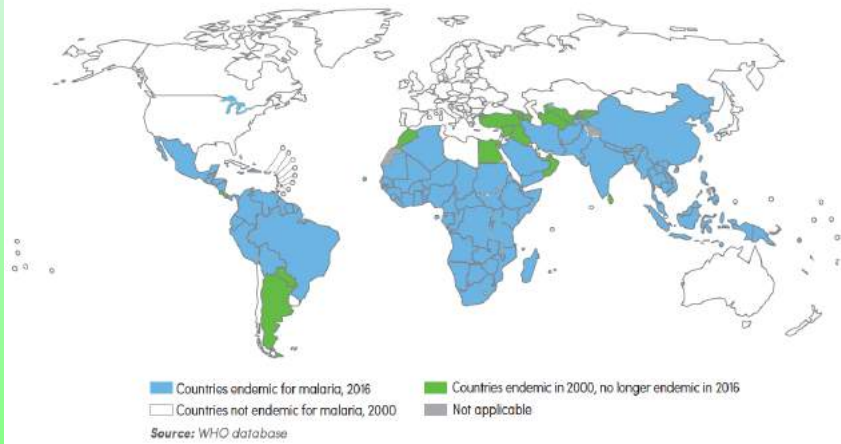 Countries endemic for malaria, 2016
Countries endemic in 2000, no longer endemic in 2016
Countries not endemic for malaria, 2000
Not applicable
Source: WHO database